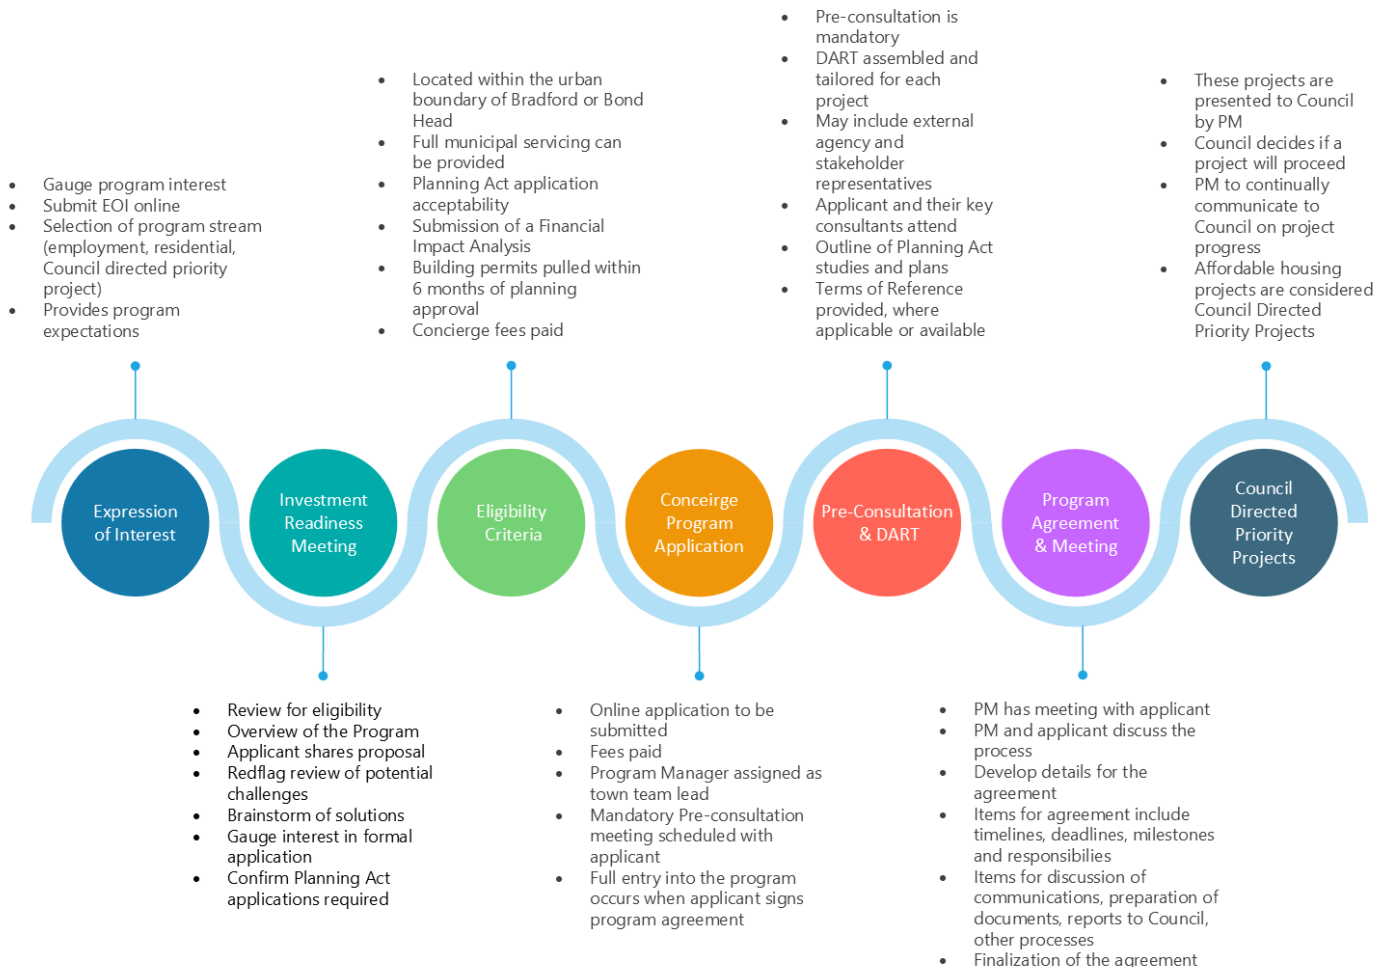 • Gauge program interest
• Submit EOI online
• Selection of program stream
(employment, residential,
Council directed priority
project)
• Provides program
expectations
Expression
of Interest
• Review for eligibility
• Overview of the Program
• Applicant shares proposal
• Redflag review of potential
challenges
• Brainstorm of solutions
• Gauge interest in formal
application
• Confirm Planning Act
applications required
Investment
Readiness
Meeting
• Located within the urban
boundary of Bradford or Bond
Head
• Full municipal servicing can
be provided
• Planning Act application
acceptability
• Submission of a Financial
Impact Analysis
• Building permits pulled within
6 months of planning
approval
• Concierge fees paid
Eligibility
Criteria
• Online application to be
submitted
• Fees paid
• Program Manager assigned as
town team lead
• Mandatory Pre-consultation
meeting scheduled with
applicant
• Full entry into the program
occurs when applicant signs
program agreement
Conceirge
Program
Application
• Pre-consultation is
mandatory
• DART assembled and
tailored for each
project
• May include external
agency and
stakeholder
representatives
• Applicant and their key
consultants attend
• Outline of Planning Act
studies and plans
• Terms of Reference
provided, where
applicable or available
Pre-Consultation
& DART
• PM has meeting with applicant
• PM and applicant discuss the
process
• Develop details for the
agreement
• Items for agreement include
timelines, deadlines, milestones
and responsibilies
• Items for discussion of
communications, preparation of
documents, reports to Council,
other processes
• Finalization of the agreement
Program
Agreement
& Meeting
• These projects are
presented to Council
by PM
• Council decides if a
project will proceed
• PM to continually
communicate to
Council on project
progress
• Affordable housing
projects are considered
Council Directed
Priority Projects
Council
Directed
Priority
Projects